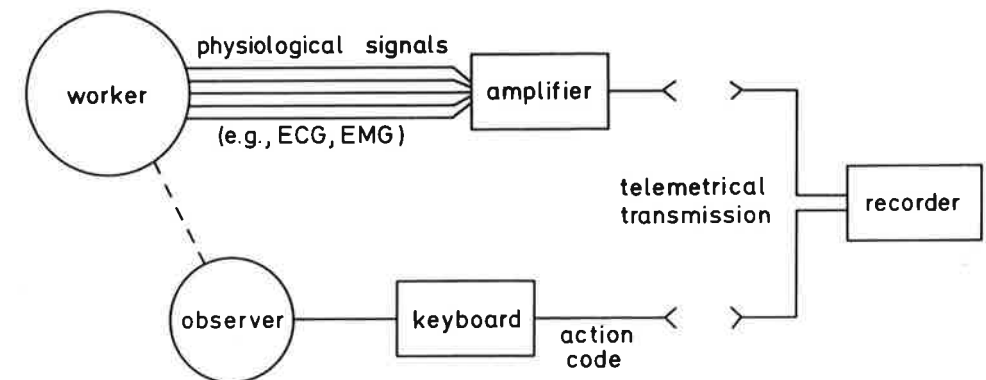 physiological signals
worker
amplifier
(e.g., ECG, EMG)
telemetrical
transmission
recorder
observer
keyboard
action
code